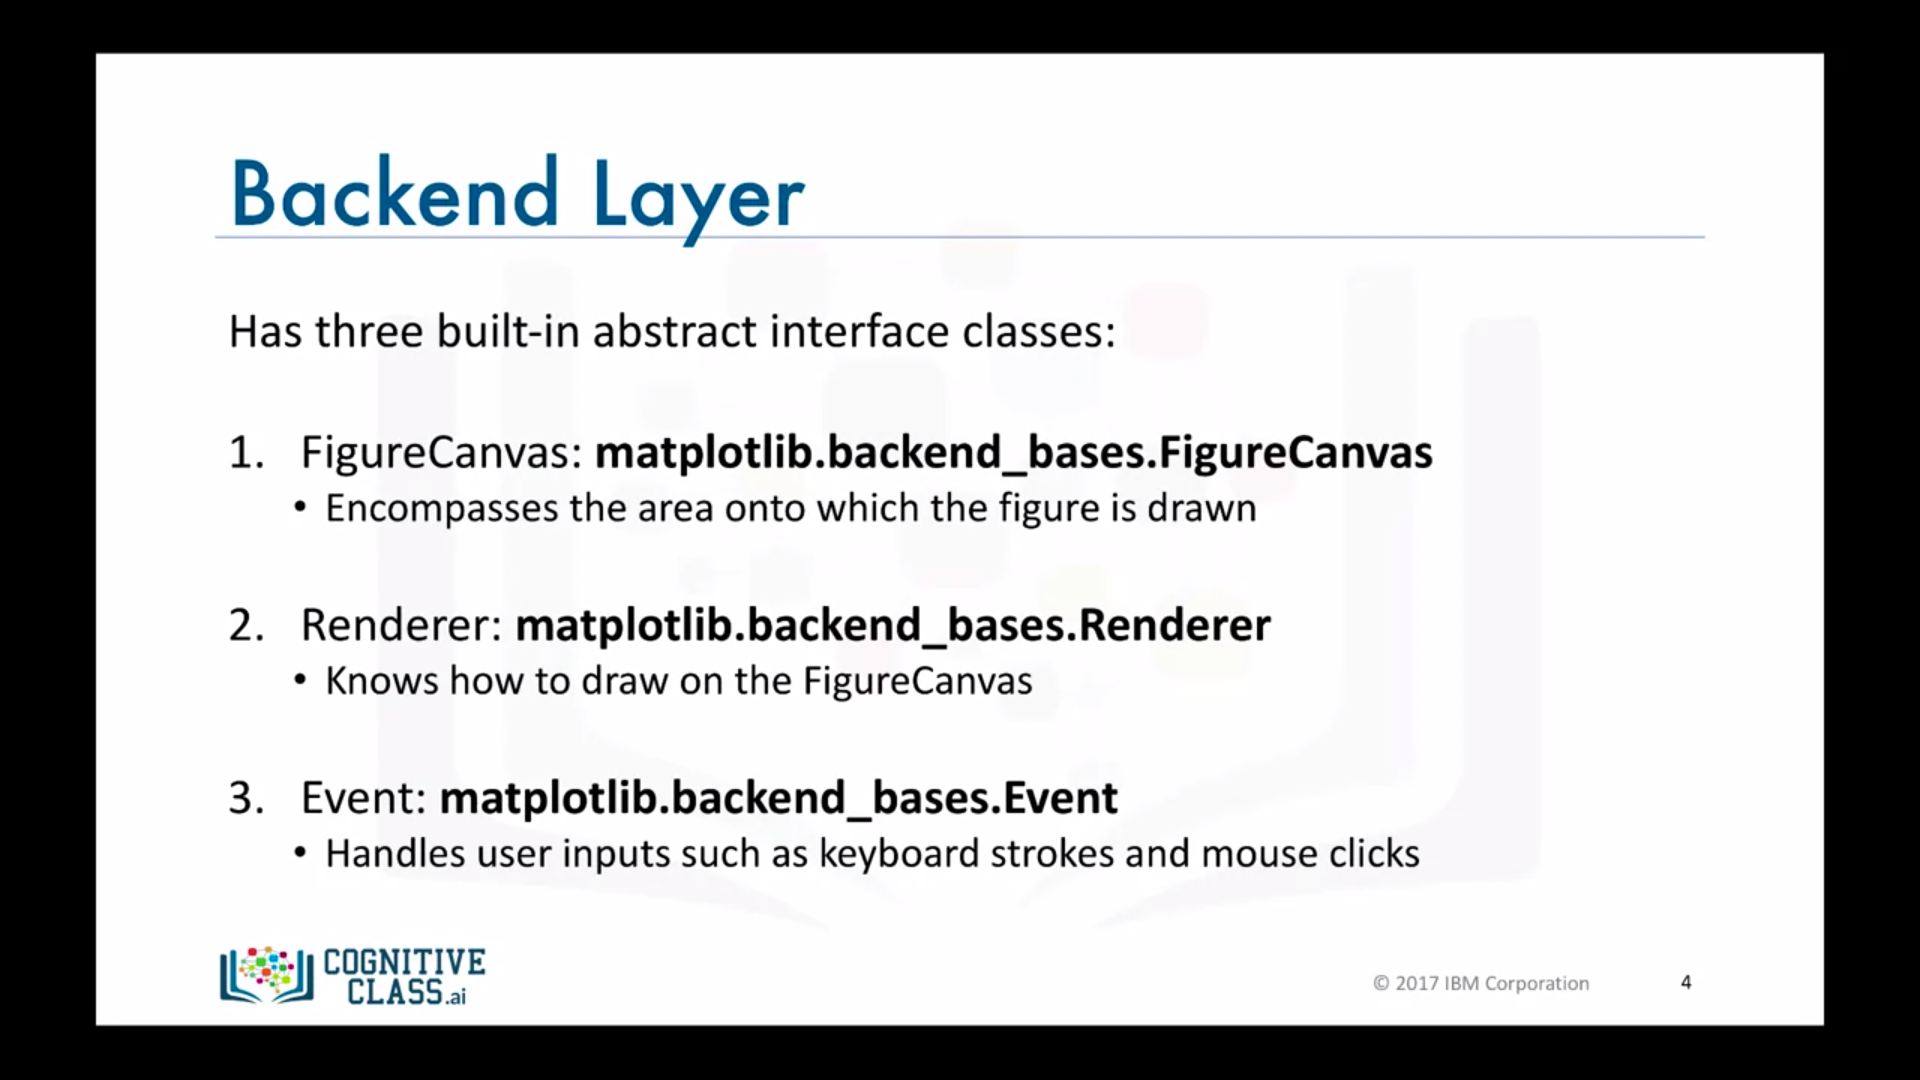 Backend Layer
Has three built-in abstract interface classes:
1. FigureCanvas: matplotlib.backend_bases.FigureCanvas
• Encompasses the area onto which the figure is drawn
2. Renderer: matplotlib.backend_bases.Renderer
• Knows how to draw on the FigureCanvas
3. Event: matplotlib.backend_bases.Event
• Handles user inputs such as keyboard strokes and mouse clicks
COGNITIVE
CLASS.ai
© 2017 IBM Corporation 4